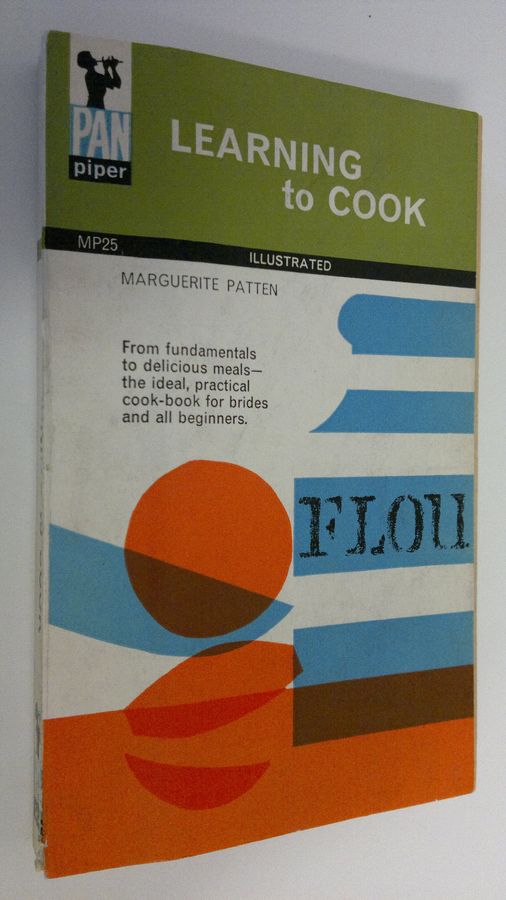 PAN
piper
LEARNING
to COOK
MP25
ILLUSTRATED
MARGUERITE PATTEN
From fundamentals
to delicious meals—
the ideal, practical
cook-book for brides
and all beginners.
FLOU